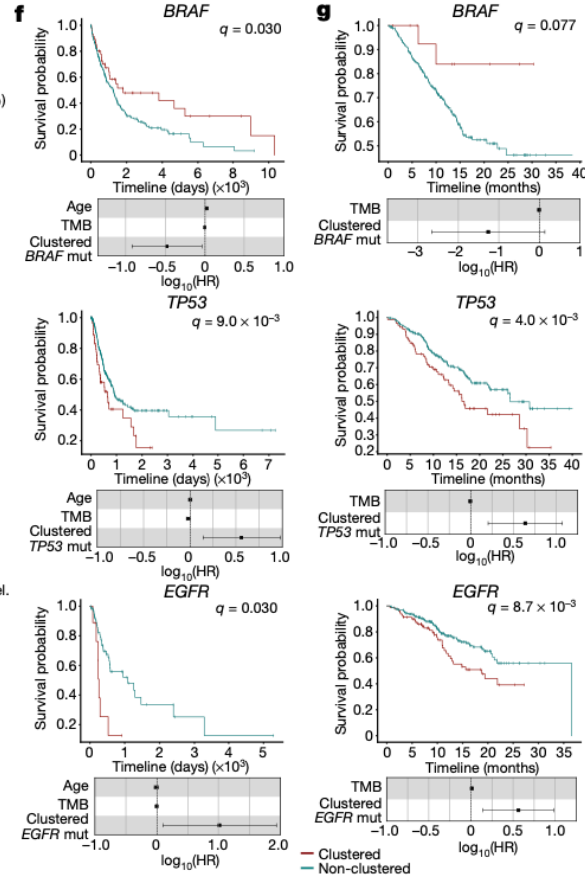 f
BRAF
q = 0.030
Survival probability
1.0
0.8
0.6
0.4
0.2
0
0 2 4 6 8 10
Timeline (days) (×10³)
Age
TMB
Clustered
BRAF mut
−1.0 −0.5 0 0.5 1.0
log₁₀(HR)
TP53
q = 9.0 × 10⁻³
Survival probability
1.0
0.8
0.6
0.4
0.2
0 1 2 3 4 5 6 7
Timeline (days) (×10³)
Age
TMB
Clustered
TP53 mut
−1.0 −0.5 0 0.5 1.0
log₁₀(HR)
EGFR
q = 0.030
Survival probability
1.0
0.8
0.6
0.4
0.2
0 1 2 3 4 5
Timeline (days) (×10³)
Age
TMB
Clustered
EGFR mut
−1.0 0 1.0 2.0
log₁₀(HR)
g
BRAF
q = 0.077
Survival probability
1.0
0.9
0.8
0.7
0.6
0.5
0 5 10 15 20 25 30 35 40
Timeline (months)
TMB
Clustered
BRAF mut
−3 −2 −1 0 1
log₁₀(HR)
TP53
q = 4.0 × 10⁻³
Survival probability
1.0
0.9
0.8
0.7
0.6
0.5
0.4
0.3
0.2
0 5 10 15 20 25 30 35 40
Timeline (months)
TMB
Clustered
TP53 mut
−1.0 −0.5 0 0.5 1.0
log₁₀(HR)
EGFR
q = 8.7 × 10⁻³
Survival probability
1.0
0.8
0.6
0.4
0
0 5 10 15 20 25 30 35
Timeline (months)
TMB
Clustered
EGFR mut
−1.0 −0.5 0 0.5 1.0
log₁₀(HR)
Clustered
Non-clustered